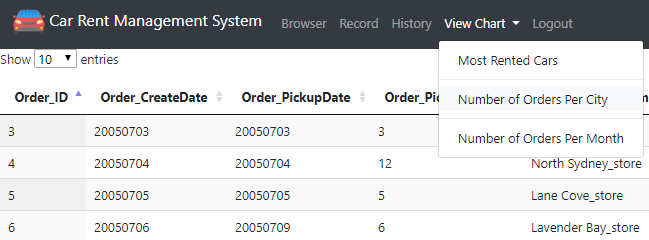 Car Rent Management System Browser Record History View Chart Logout
Show 10 entries
Most Rented Cars
Number of Orders Per City
Number of Orders Per Month
Order_ID Order_CreateDate Order_PickupDate
3 20050703 20050703 3
4 20050704 20050704 12 North Sydney_store
5 20050705 20050705 5 Lane Cove_store
6 20050706 20050709 6 Lavender Bay_store